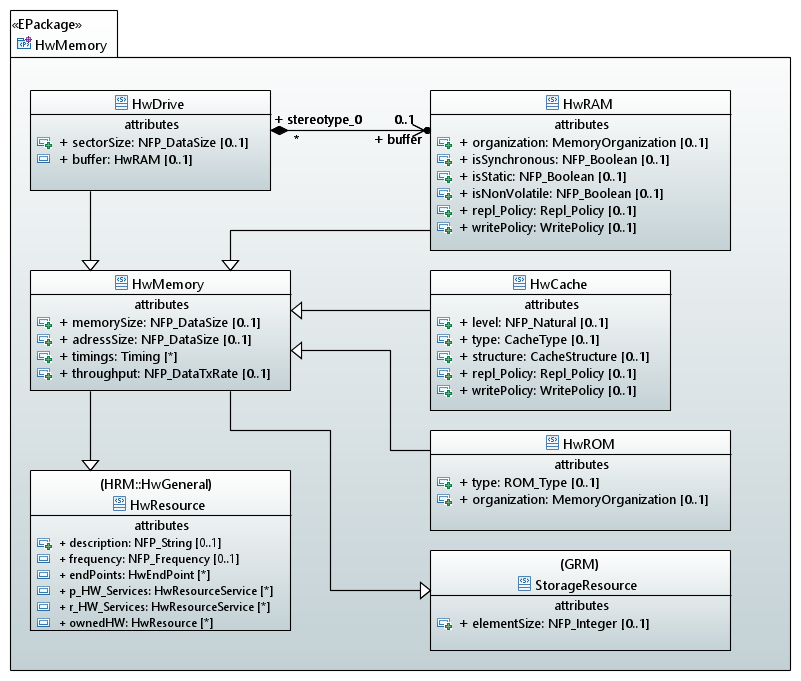 «EPackage»
HwMemory
HwDrive
attributes
+ sectorSize: NFP_DataSize [0..1]
+ buffer: HwRAM [0..1]
+ stereotype_0
*
0..1
+ buffer
HwRAM
attributes
+ organization: MemoryOrganization [0..1]
+ isSynchronous: NFP_Boolean [0..1]
+ isStatic: NFP_Boolean [0..1]
+ isNonVolatile: NFP_Boolean [0..1]
+ repl_Policy: Repl_Policy [0..1]
+ writePolicy: WritePolicy [0..1]
HwMemory
attributes
+ memorySize: NFP_DataSize [0..1]
+ adressSize: NFP_DataSize [0..1]
+ timings: Timing [*]
+ throughput: NFP_DataTxRate [0..1]
HwCache
attributes
+ level: NFP_Natural [0..1]
+ type: CacheType [0..1]
+ structure: CacheStructure [0..1]
+ repl_Policy: Repl_Policy [0..1]
+ writePolicy: WritePolicy [0..1]
HwROM
attributes
+ type: ROM_Type [0..1]
+ organization: MemoryOrganization [0..1]
(HRM::HwGeneral)
HwResource
attributes
+ description: NFP_String [0..1]
+ frequency: NFP_Frequency [0..1]
+ endPoints: HwEndPoint [*]
+ p_HW_Services: HwResourceService [*]
+ r_HW_Services: HwResourceService [*]
+ ownedHW: HwResource [*]
(GRM)
StorageResource
attributes
+ elementSize: NFP_Integer [0..1]